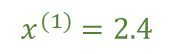 x⁽¹⁾ = 2.4